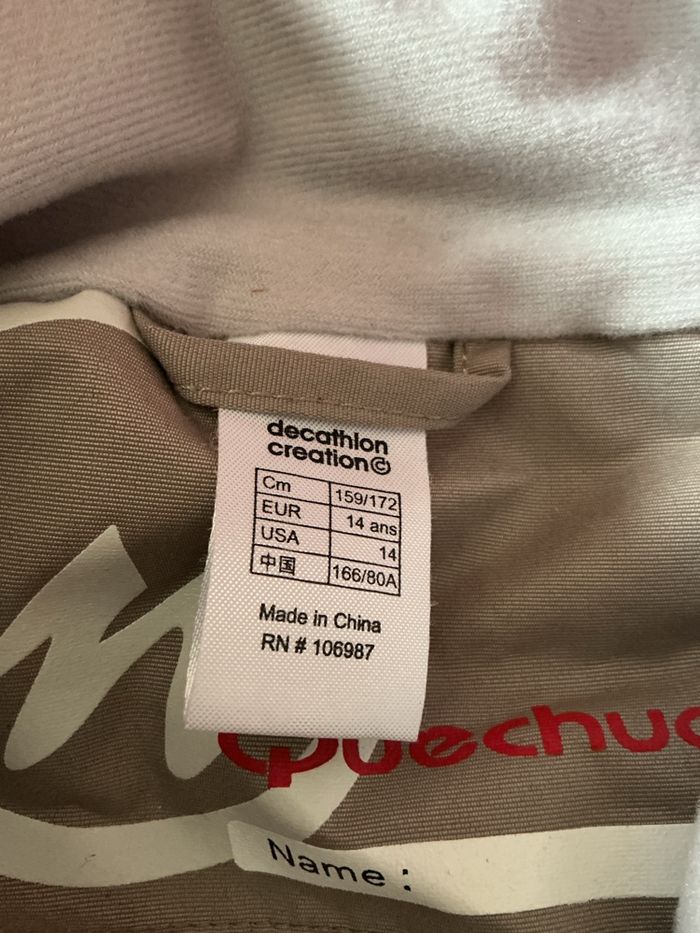 decathlon
creation
Cm 159/172
EUR 14 ans
USA 14
中国 166/80A
Made in China
RN # 106987
Quechua
Name :